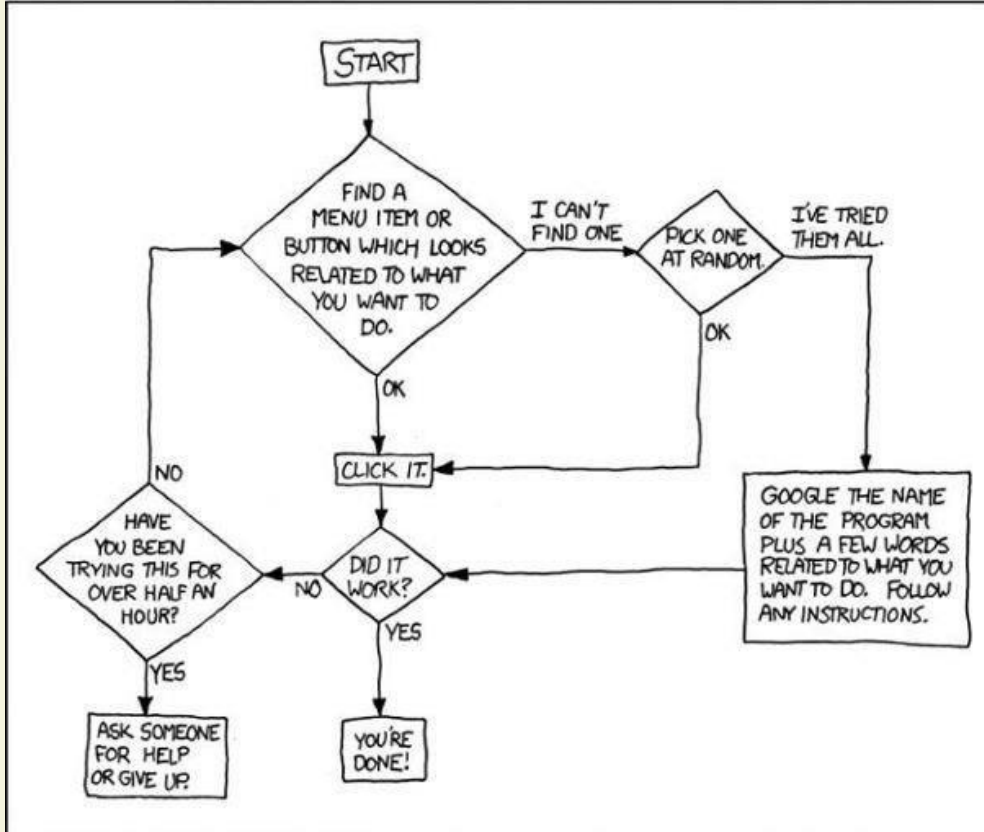 START
FIND A
MENU ITEM OR
BUTTON WHICH LOOKS
RELATED TO WHAT
YOU WANT TO
DO.
I CAN'T
FIND ONE
PICK ONE
AT RANDOM.
I'VE TRIED
THEM ALL.
OK
OK
CLICK IT.
NO
GOOGLE THE NAME
OF THE PROGRAM
PLUS A FEW WORDS
RELATED TO WHAT YOU
WANT TO DO. FOLLOW
ANY INSTRUCTIONS.
HAVE
YOU BEEN
TRYING THIS FOR
OVER HALF AN
HOUR?
NO
DID IT
WORK?
YES
YES
ASK SOMEONE
FOR HELP
OR GIVE UP.
YOU'RE
DONE!